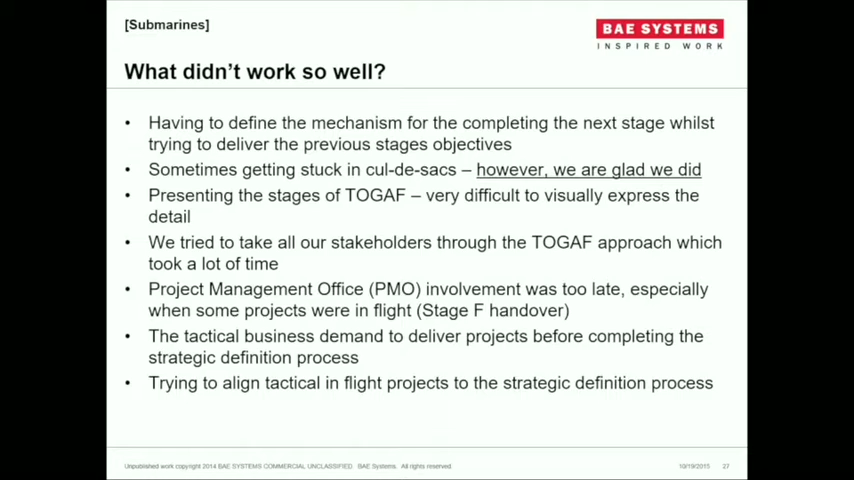 [Submarines]
BAE SYSTEMS
INSPIRED WORK
What didn't work so well?
• Having to define the mechanism for the completing the next stage whilst
trying to deliver the previous stages objectives
• Sometimes getting stuck in cul-de-sacs – however, we are glad we did
• Presenting the stages of TOGAF – very difficult to visually express the
detail
• We tried to take all our stakeholders through the TOGAF approach which
took a lot of time
• Project Management Office (PMO) involvement was too late, especially
when some projects were in flight (Stage F handover)
• The tactical business demand to deliver projects before completing the
strategic definition process
• Trying to align tactical in flight projects to the strategic definition process
Unpublished work copyright 2014 BAE SYSTEMS COMMERCIAL UNCLASSIFIED BAE Systems. All rights reserved. 10/19/2015 27